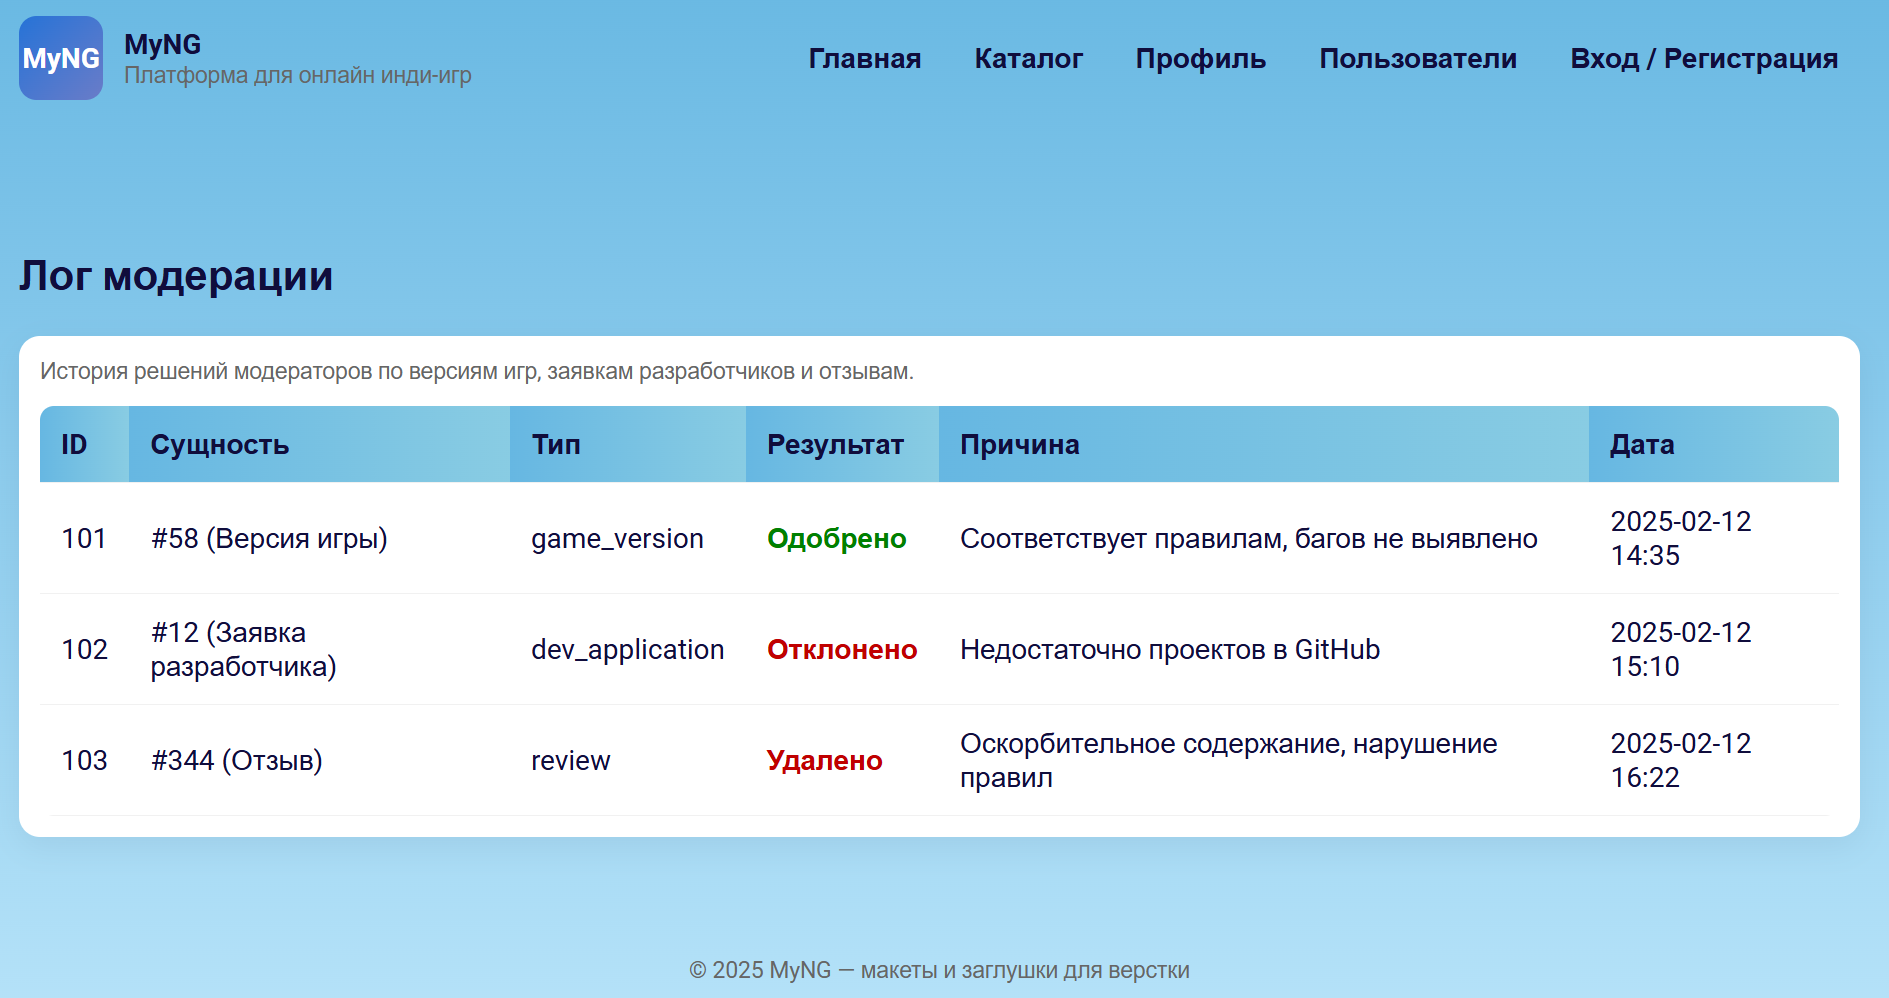 MyNG
MyNG
Платформа для онлайн инди-игр
Главная Каталог Профиль Пользователи Вход / Регистрация
Лог модерации
История решений модераторов по версиям игр, заявкам разработчиков и отзывам.
ID Сущность Тип Результат Причина Дата
101 #58 (Версия игры) game_version Одобрено Соответствует правилам, багов не выявлено 2025-02-12
14:35
102 #12 (Заявка
разработчика) dev_application Отклонено Недостаточно проектов в GitHub 2025-02-12
15:10
103 #344 (Отзыв) review Удалено Оскорбительное содержание, нарушение
правил 2025-02-12
16:22
© 2025 MyNG — макеты и заглушки для верстки